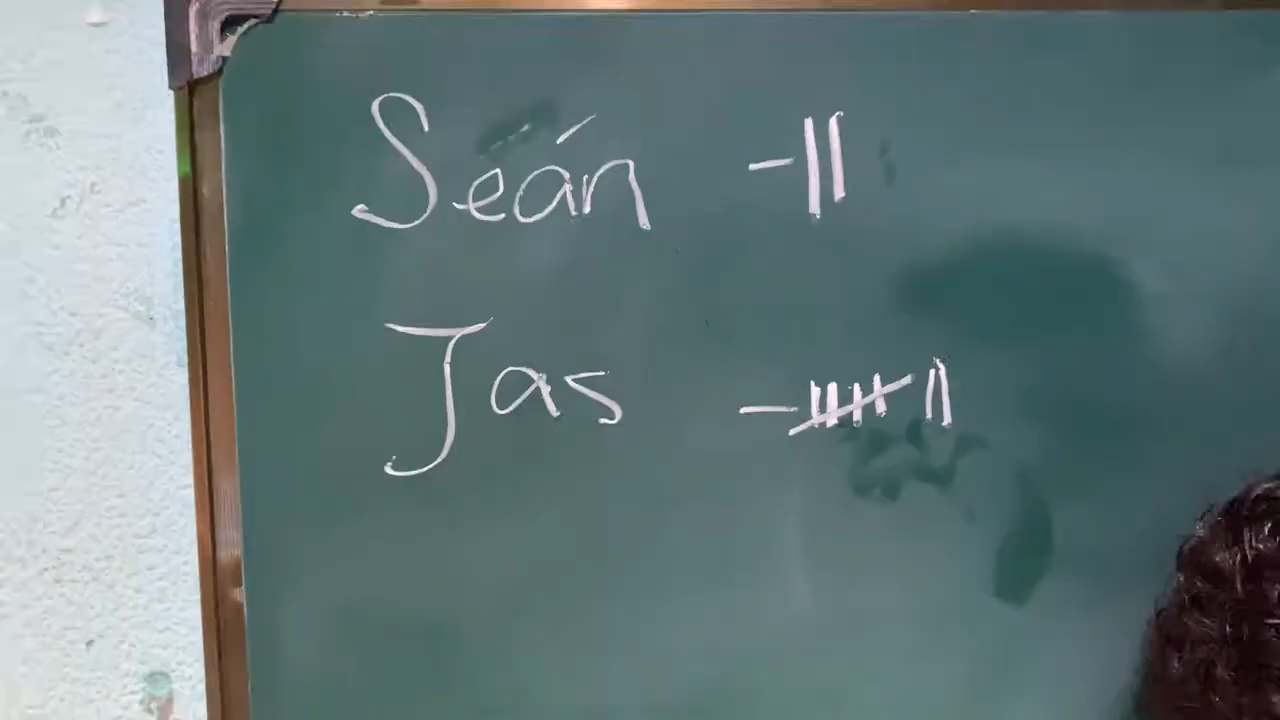 Seán - ||
Jas - 𝍸 ||